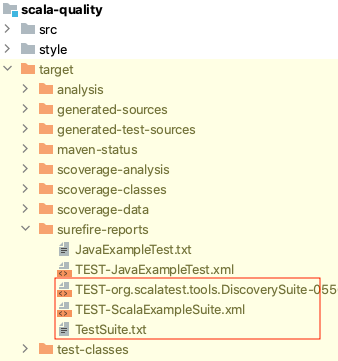 scala-quality
src
style
target
analysis
generated-sources
generated-test-sources
maven-status
scoverage-analysis
scoverage-classes
scoverage-data
surefire-reports
JavaExampleTest.txt
TEST-JavaExampleTest.xml
TEST-org.scalatest.tools.DiscoverySuite-055
TEST-ScalaExampleSuite.xml
TestSuite.txt
test-classes